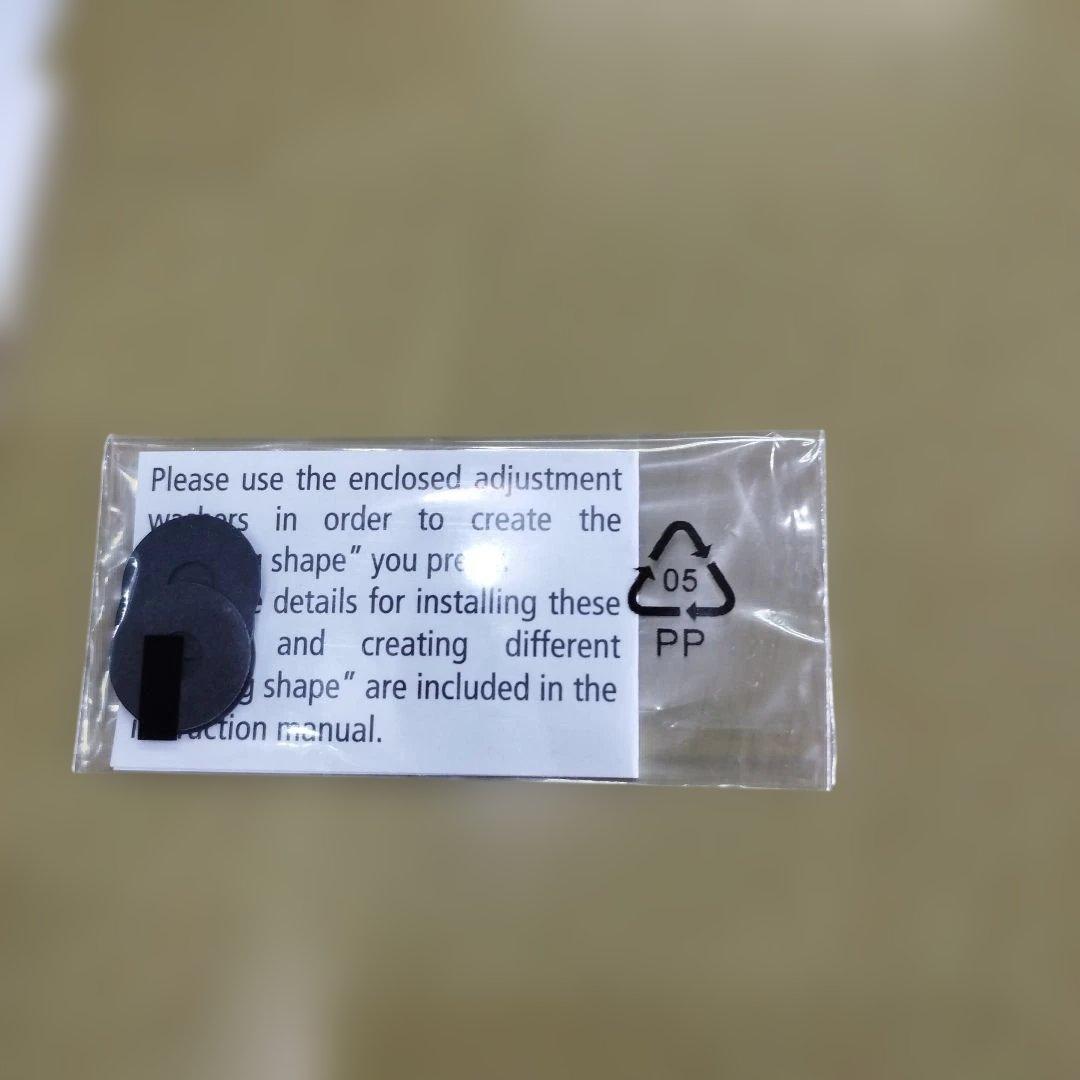 Please use the enclosed adjustment
washers in order to create the
shape” you
details for installing these
and creating different
shape” are included in the
manual.
05
PP